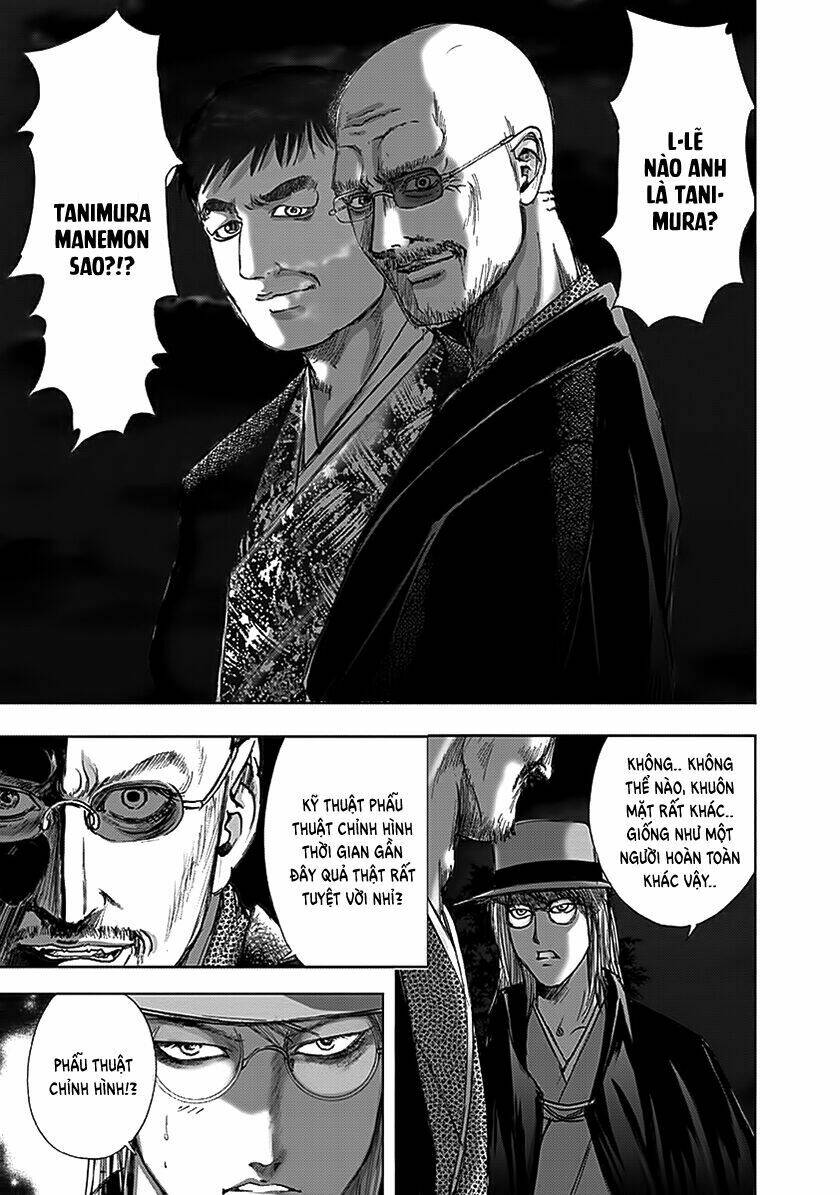 L-LẼ
NÀO ANH
LÀ TANI-
MURA?
TANIMURA
MANEMON
SAO?!?
KHÔNG.. KHÔNG
THỂ NÀO, KHUÔN
MẶT RẤT KHÁC..
GIỐNG NHƯ MỘT
NGƯỜI HOÀN TOÀN
KHÁC VẬY..
KỸ THUẬT PHẪU
THUẬT CHỈNH HÌNH
THỜI GIAN GẦN
ĐÂY QUẢ THẬT RẤT
TUYỆT VỜI NHỈ?
PHẪU THUẬT
CHỈNH HÌNH!?